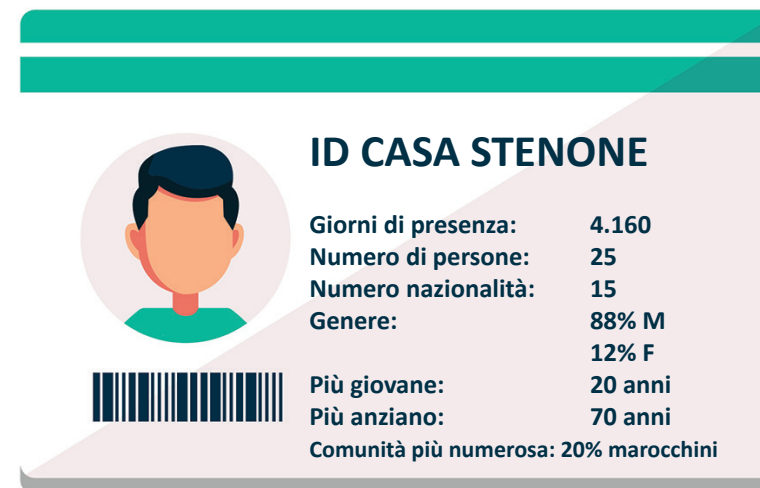 ID CASA STENONE
Giorni di presenza: 4.160
Numero di persone: 25
Numero nazionalità: 15
Genere: 88% M
12% F
Più giovane: 20 anni
Più anziano: 70 anni
Comunità più numerosa: 20% marocchini